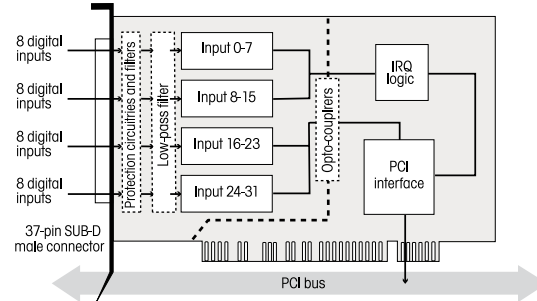 8 digital
inputs
8 digital
inputs
8 digital
inputs
8 digital
inputs
37-pin SUB-D
male connector
Protection circuitries and filters
Low-pass filter
Input 0-7
Input 8-15
Input 16-23
Input 24-31
Opto-couplrers
IRQ
logic
PCI
interface
PCI bus